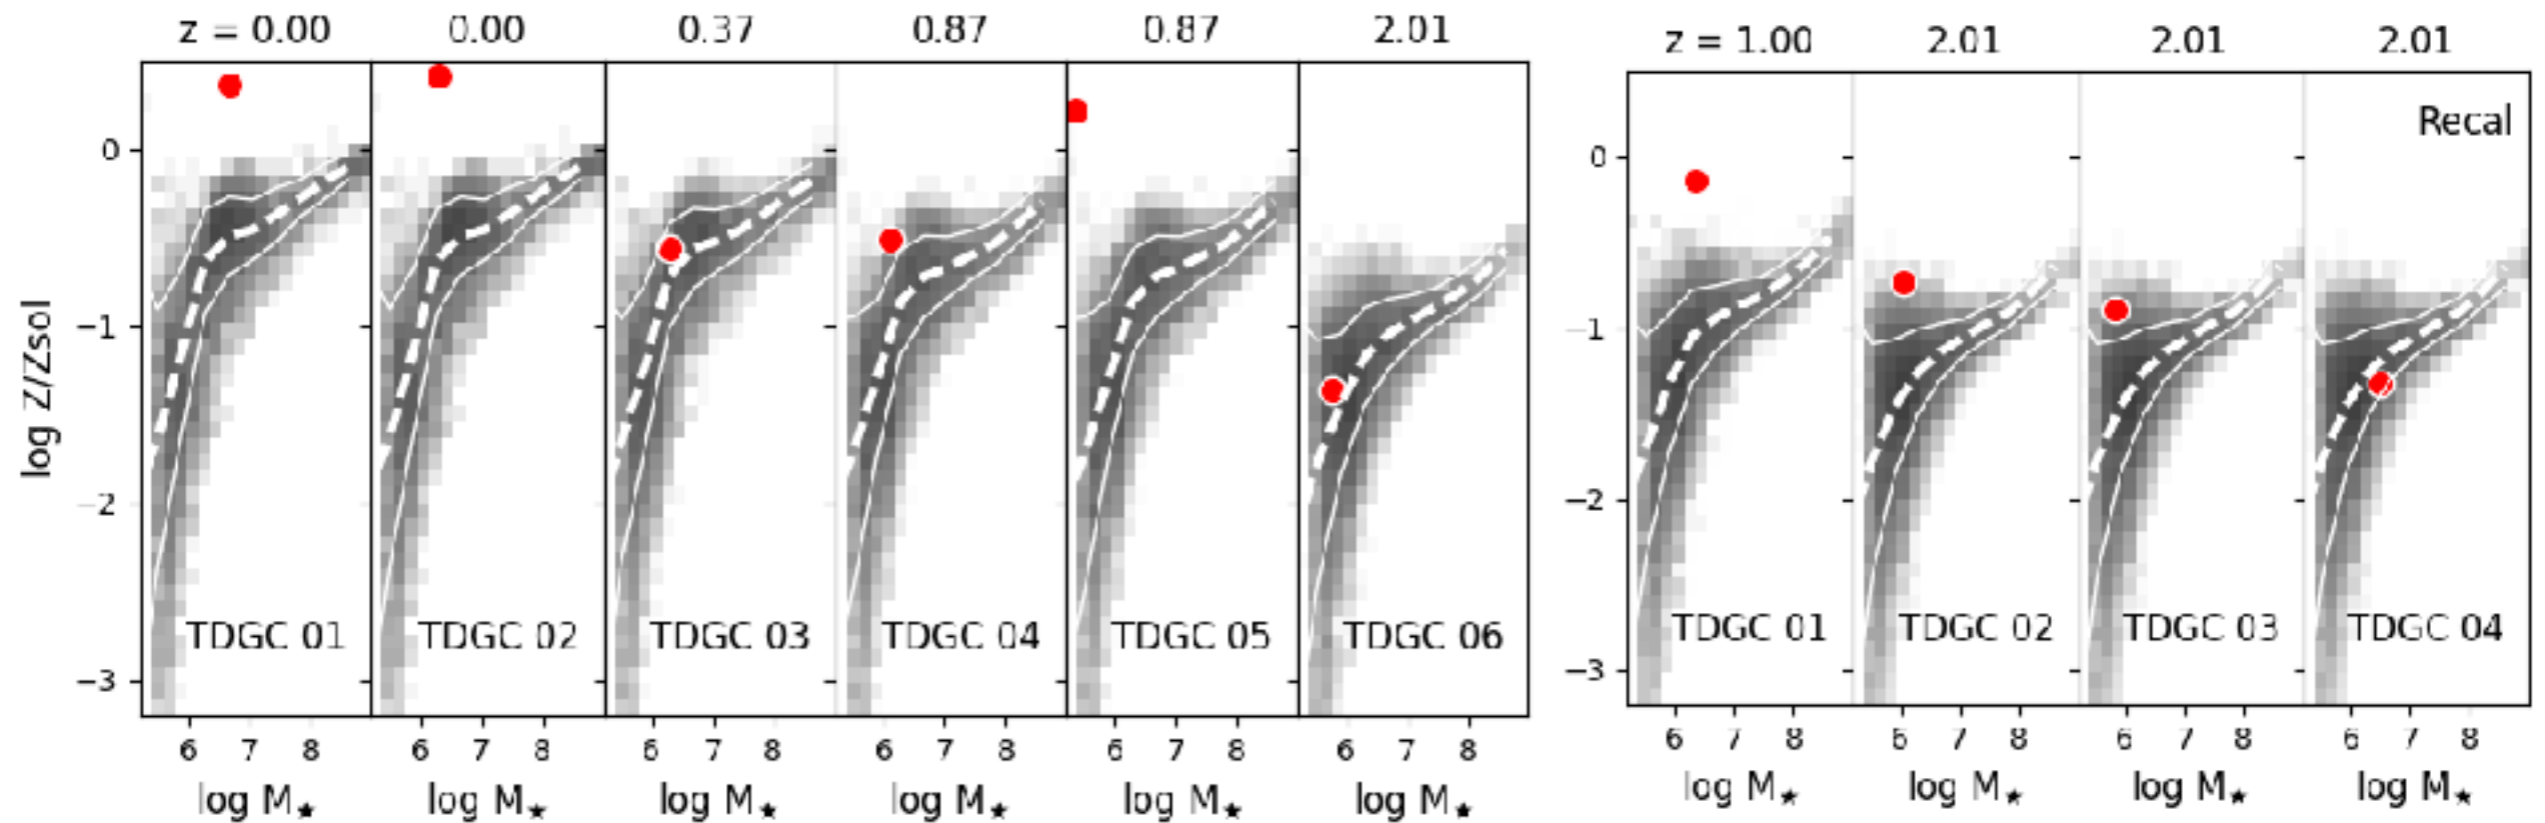 z = 0.00 0.00 0.37 0.87 0.87 2.01
z = 1.00 2.01 2.01 2.01
Recal
log Z/Zsol
0
−1
−2
−3
0
−1
−2
−3
TDGC 01 TDGC 02 TDGC 03 TDGC 04 TDGC 05 TDGC 06
TDGC 01 TDGC 02 TDGC 03 TDGC 04
6 7 8 6 7 8 6 7 8 6 7 8 6 7 8 6 7 8
6 7 8 6 7 8 6 7 8 6 7 8
log M★ log M★ log M★ log M★ log M★ log M★
log M★ log M★ log M★ log M★